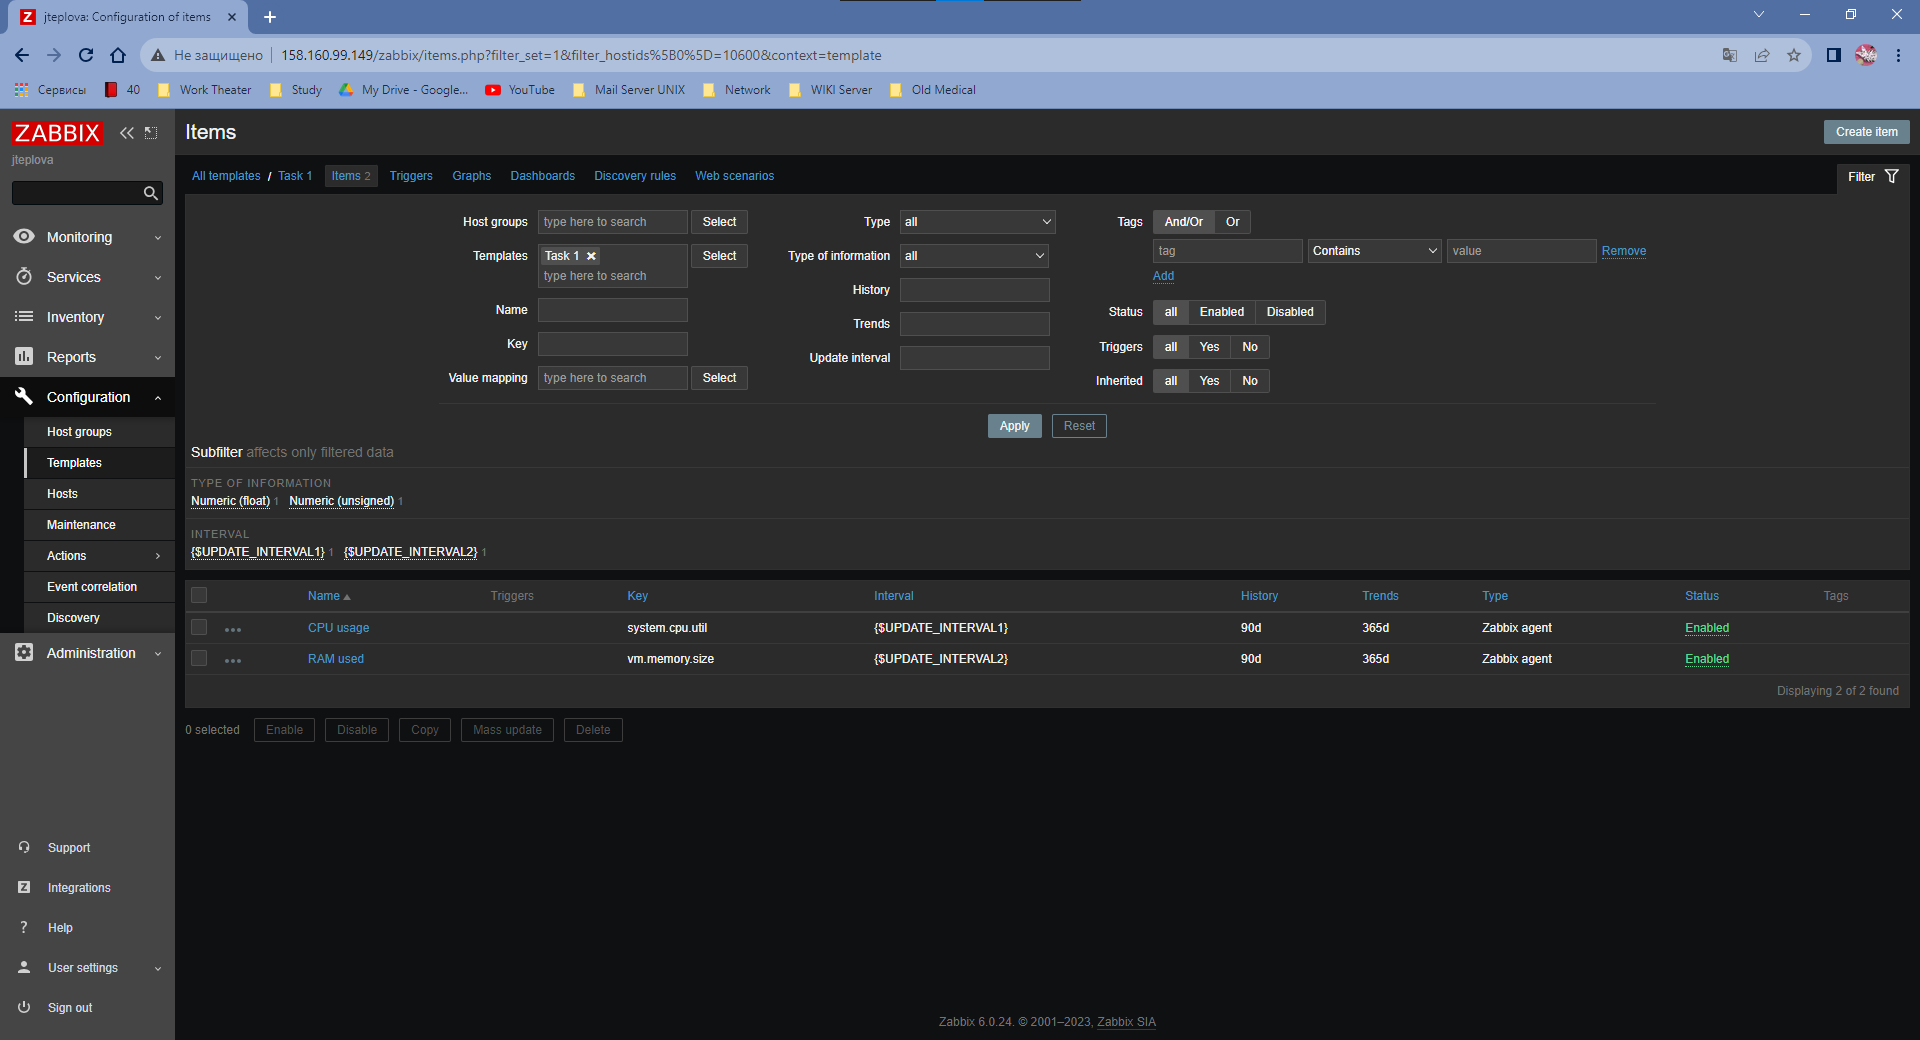 jteplova: Configuration of items
Не защищено
158.160.99.149/zabbix/items.php?filter_set=1&filter_hostids%5B0%5D=10600&context=template
Сервисы
40
Work Theater
Study
My Drive - Google...
YouTube
Mail Server UNIX
Network
WIKI Server
Old Medical
ZABBIX
jteplova
Monitoring
Services
Inventory
Reports
Configuration
Host groups
Templates
Hosts
Maintenance
Actions
Event correlation
Discovery
Administration
Support
Integrations
Help
User settings
Sign out
Items
Create item
All templates / Task 1 Items 2 Triggers Graphs Dashboards Discovery rules Web scenarios
Filter
Host groups type here to search Select
Templates Task 1 Select
type here to search
Name
Key
Value mapping type here to search Select
Type all
Type of information all
History
Trends
Update interval
Tags And/Or Or
tag Contains value Remove
Add
Status all Enabled Disabled
Triggers all Yes No
Inherited all Yes No
Apply Reset
Subfilter affects only filtered data
TYPE OF INFORMATION
Numeric (float) 1 Numeric (unsigned) 1
INTERVAL
{$UPDATE_INTERVAL1} 1 {$UPDATE_INTERVAL2} 1
Name Triggers Key Interval History Trends Type Status Tags
CPU usage system.cpu.util {$UPDATE_INTERVAL1} 90d 365d Zabbix agent Enabled
RAM used vm.memory.size {$UPDATE_INTERVAL2} 90d 365d Zabbix agent Enabled
Displaying 2 of 2 found
0 selected Enable Disable Copy Mass update Delete
Zabbix 6.0.24. © 2001–2023, Zabbix SIA